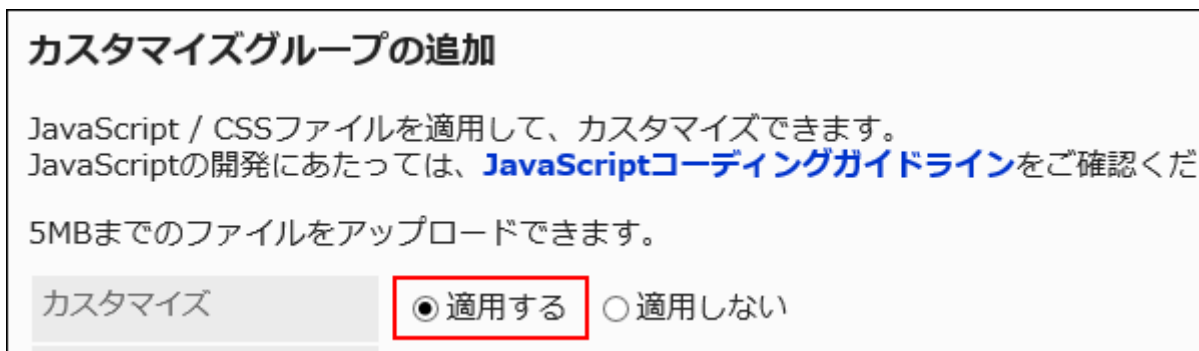 カスタマイズグループの追加
JavaScript / CSSファイルを適用して、カスタマイズできます。
JavaScriptの開発にあたっては、JavaScriptコーディングガイドラインをご確認くだ
5MBまでのファイルをアップロードできます。
カスタマイズ 適用する 適用しない